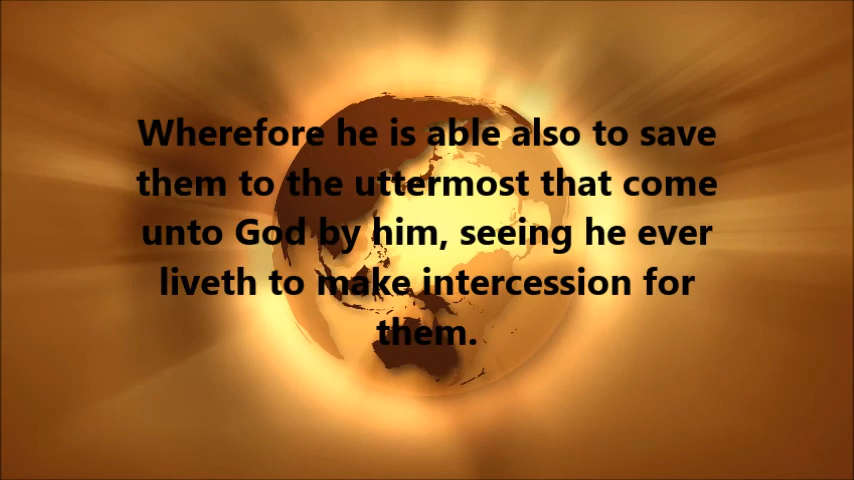 Wherefore he is able also to save
them to the uttermost that come
unto God by him, seeing he ever
liveth to make intercession for
them.